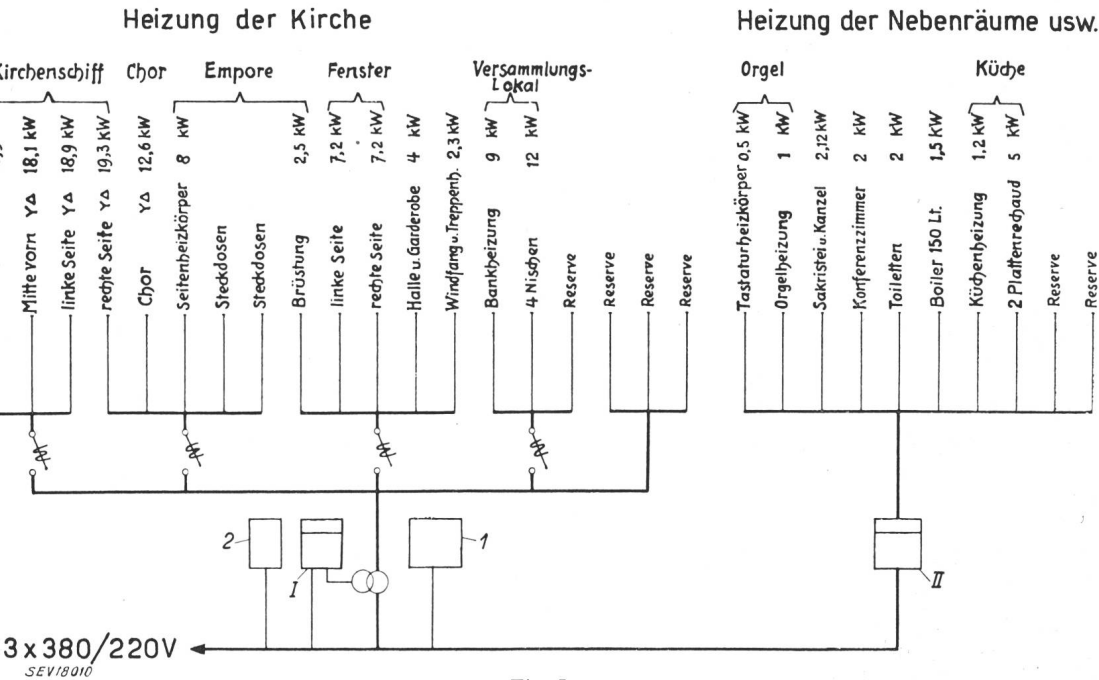 Heizung der Kirche
Heizung der Nebenräume usw.
Kirchenschiff
Chor
Empore
Fenster
Versammlungs-
Lokal
Orgel
Küche
Mitte vorn Y∆ 18,1 kW
linke Seite Y∆ 18,9 kW
rechte Seite Y∆ 19,3 kW
Chor Y∆ 12,6 kW
Seitenheizkörper 8 kW
Steckdosen
Steckdosen
Brüstung 2,5 kW
linke Seite 7,2 kW
rechte Seite 7,2 kW
Halle u. Garderobe 4 kW
Windfang u. Treppenh. 2,3 kW
Bankheizung 9 kW
4 Nischen 12 kW
Reserve
Reserve
Reserve
Reserve
Tastaturheizkörper 0,5 kW
Orgelheizung 1 kW
Sakristei u. Kanzel 2,12 kW
Konferenzzimmer 2 kW
Toiletten 2 kW
Boiler 150 Lt. 1,5 kW
Küchenheizung 1,2 kW
2 Plattenrechaud 5 kW
Reserve
Reserve
2
I
1
II
3 x 380/220V
SEV18010